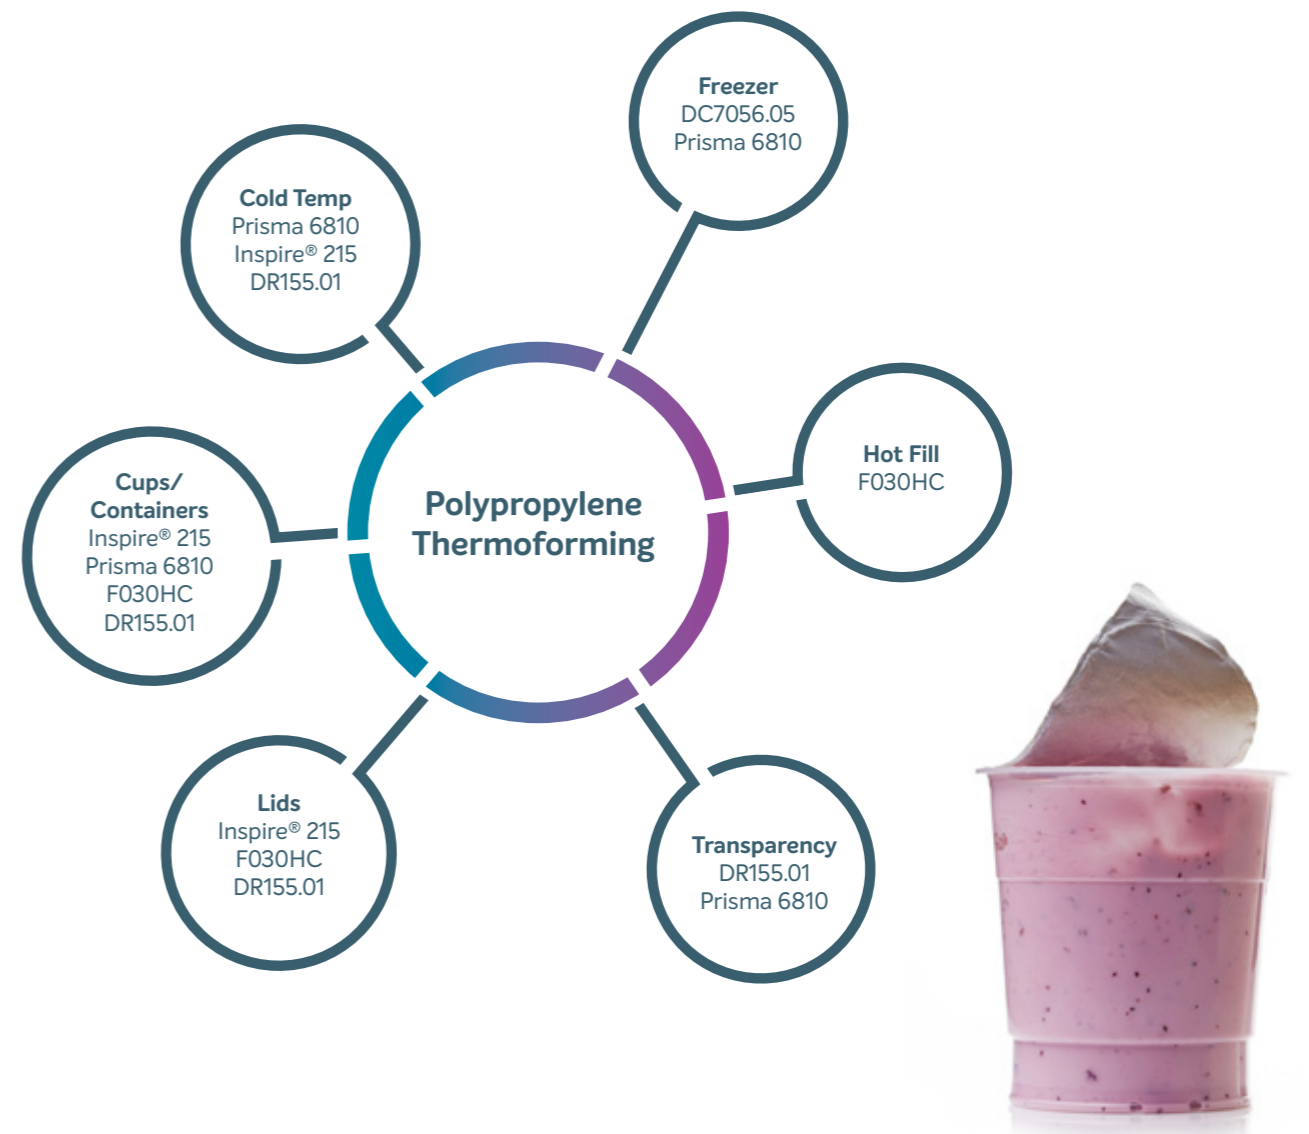 Freezer
DC7056.05
Prisma 6810
Cold Temp
Prisma 6810
Inspire® 215
DR155.01
Hot Fill
F030HC
Cups/
Containers
Inspire® 215
Prisma 6810
F030HC
DR155.01
Polypropylene
Thermoforming
Lids
Inspire® 215
F030HC
DR155.01
Transparency
DR155.01
Prisma 6810